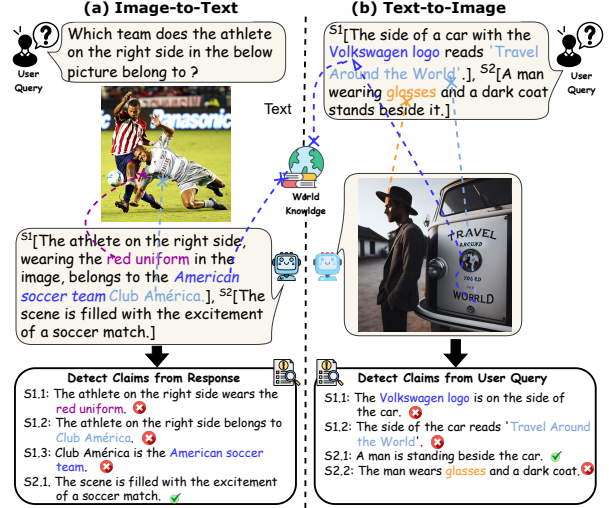 (a) Image-to-Text
User
Query
Which team does the athlete
on the right side in the below
picture belong to ?
Panasonic
S1[The athlete on the right side,
wearing the red uniform in the
image, belongs to the American
soccer team Club América.], S2[The
scene is filled with the excitement
of a soccer match.]
Detect Claims from Response
S1,1: The athlete on the right side wears the
red uniform.
S1.2: The athlete on the right side belongs to
Club América.
S1.3: Club América is the American soccer
team.
S2.1. The scene is filled with the excitement
of a soccer match.
Text
World
Knowldge
(b) Text-to-Image
S1[The side of a car with the
Volkswagen logo reads 'Travel
Around the World'.], S2[A man
wearing glasses and a dark coat
stands beside it.]
User
Query
TRAVEL
AROUND
WORRLD
Detect Claims from User Query
S1,1: The Volkswagen logo is on the side of
the car.
S1.2: The side of the car reads 'Travel Around
the World'.
S2.1: A man is standing beside the car.
S2.2: The man wears glasses and a dark coat.